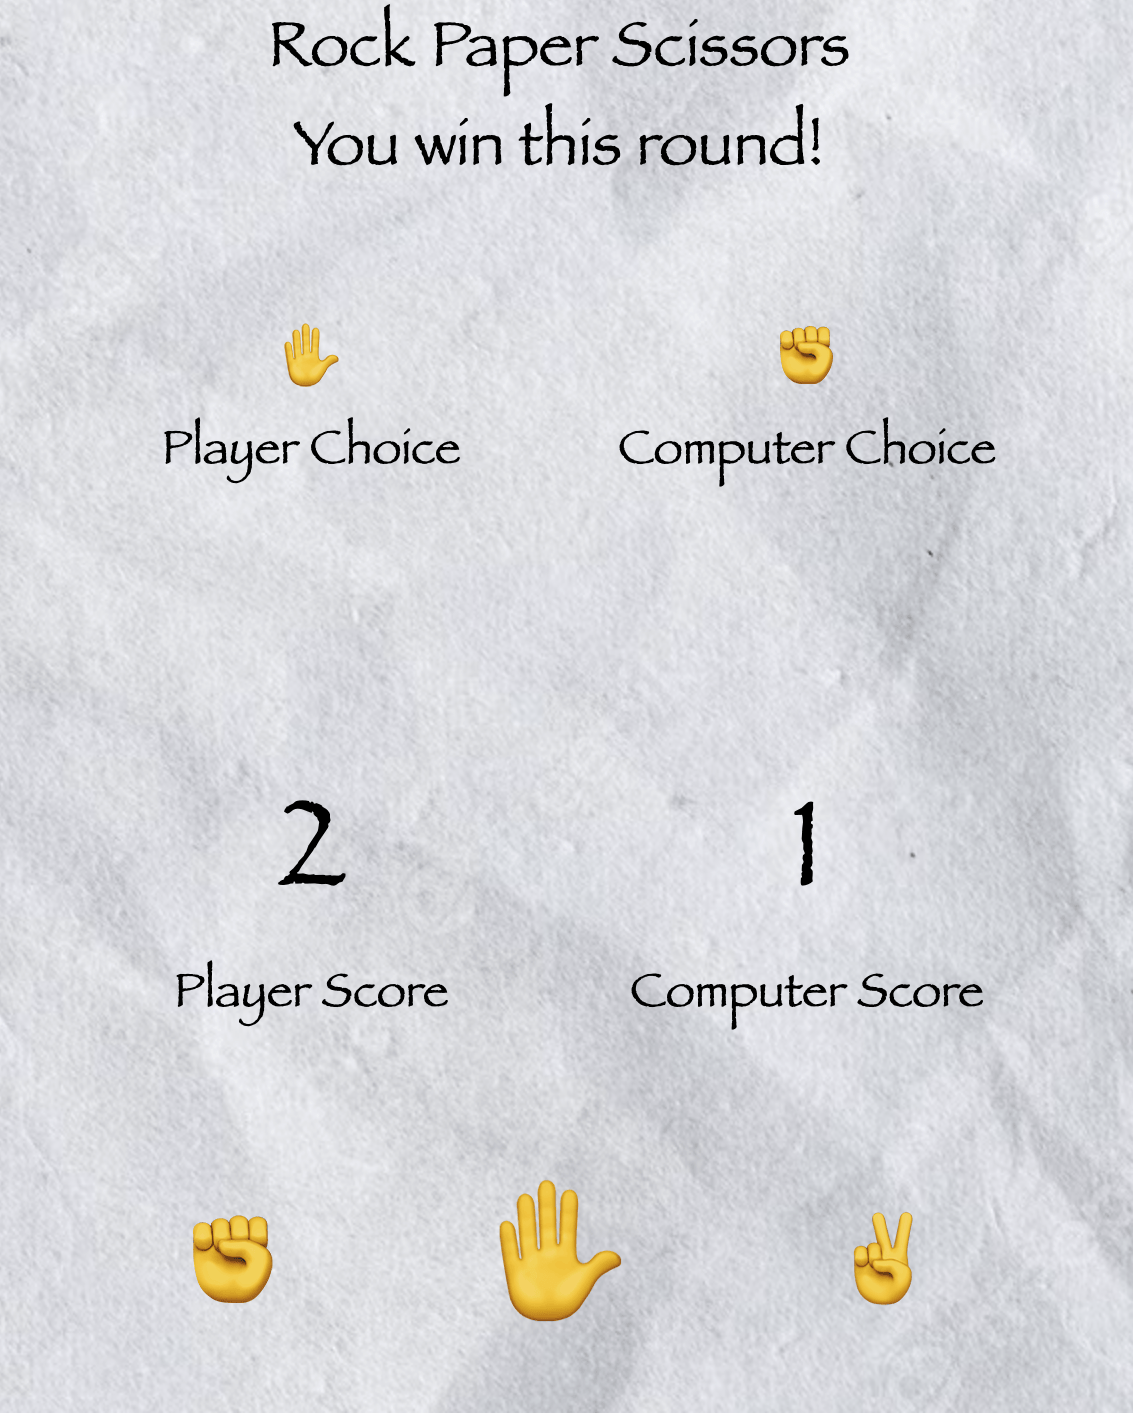 Rock Paper Scissors
You win this round!
Player Choice
Computer Choice
2
1
Player Score
Computer Score